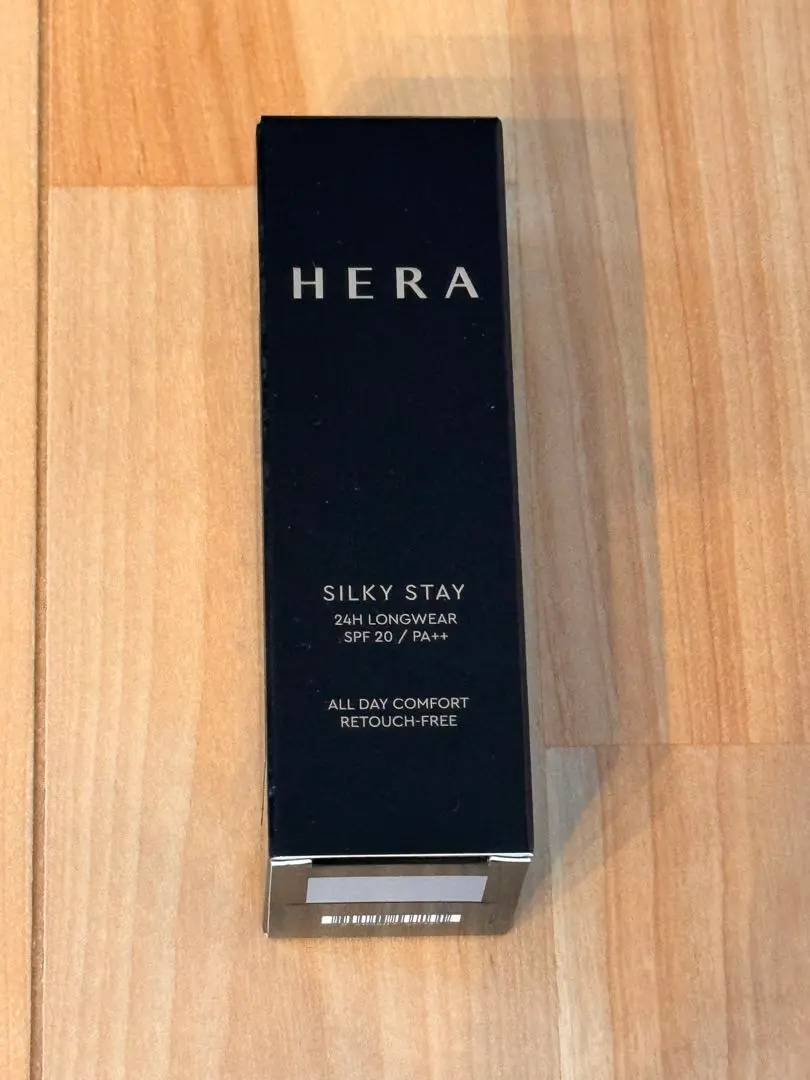 HERA
SILKY STAY
24H LONGWEAR
SPF 20 / PA++
ALL DAY COMFORT
RETOUCH-FREE